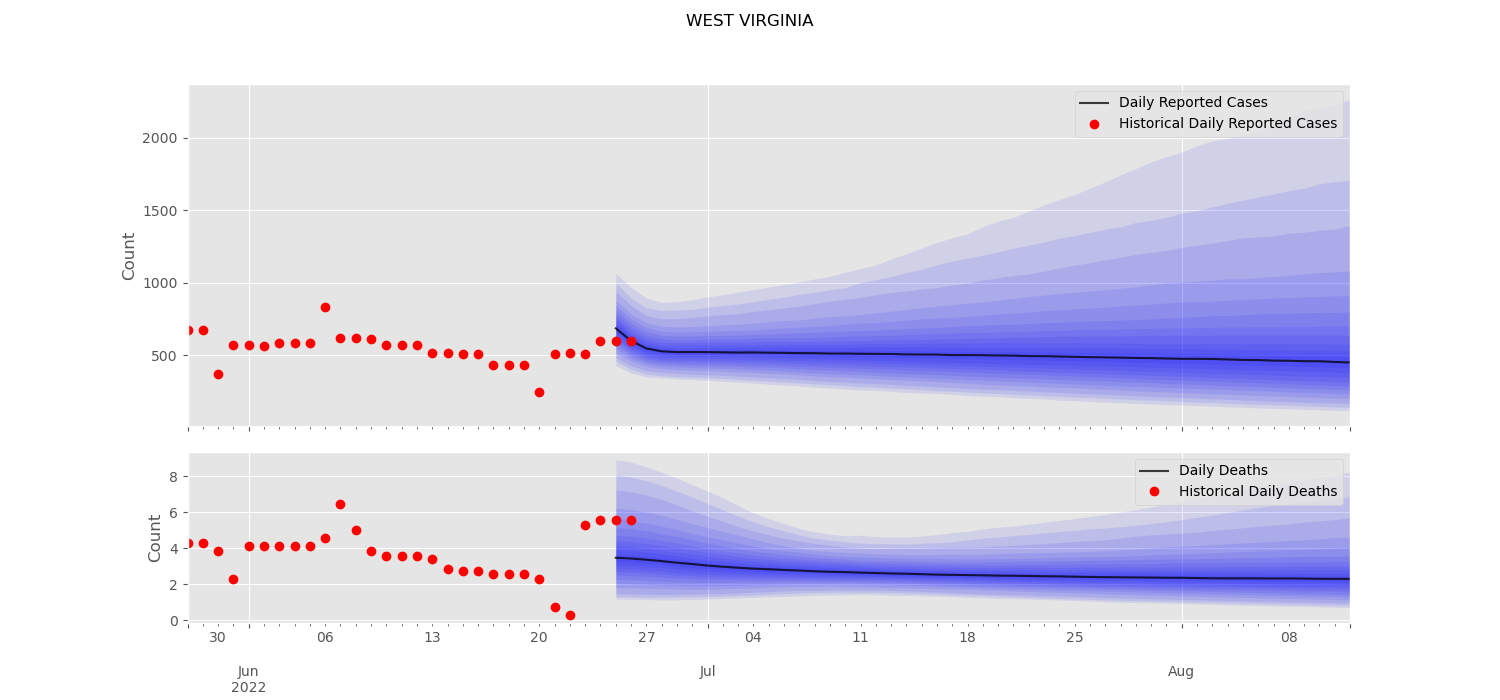 WEST VIRGINIA
Daily Reported Cases
Historical Daily Reported Cases
2000
1500
1000
500
Count
Daily Deaths
Historical Daily Deaths
8
6
4
2
0
Count
30 06 13 20 27 04 11 18 25 08
Jun Jul Aug
2022